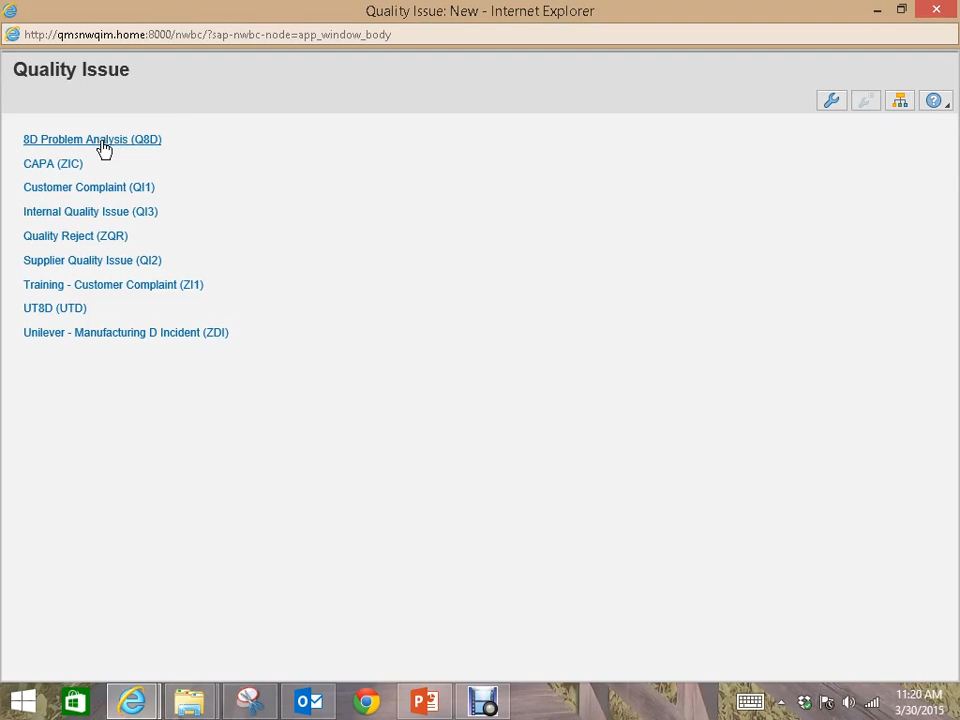 Quality Issue: New - Internet Explorer
http://qmsnwqim.home:8000/nwbc/?sap-nwbc-node=app_window_body
Quality Issue
8D Problem Analysis (Q8D)
CAPA (ZIC)
Customer Complaint (QI1)
Internal Quality Issue (QI3)
Quality Reject (ZQR)
Supplier Quality Issue (QI2)
Training - Customer Complaint (ZI1)
UT8D (UTD)
Unilever - Manufacturing D Incident (ZDI)
11:20 AM
3/30/2015